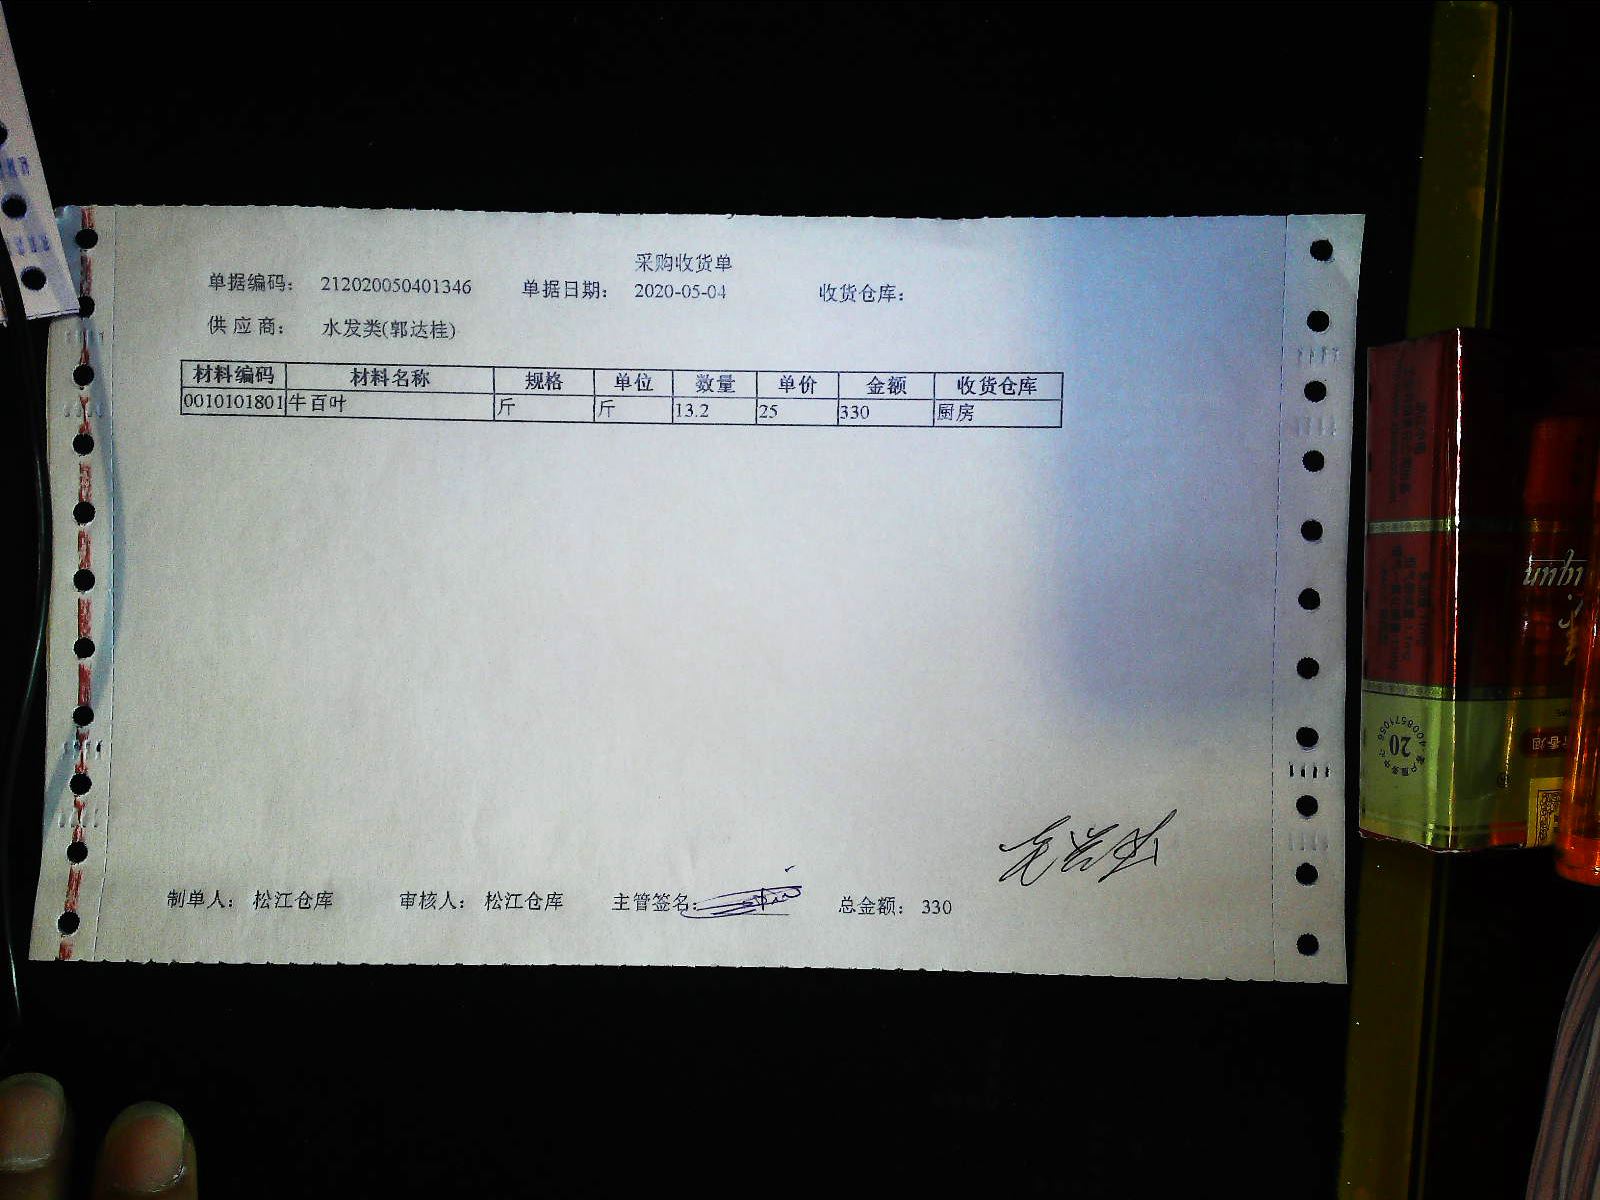 采购收货单
单据编码： 212020050401346 单据日期： 2020-05-04 收货仓库：
供应商： 水发类(郭达桂)
材料编码 材料名称 规格 单位 数量 单价 金额 收货仓库
0010101801 牛百叶 斤 斤 13.2 25 330 厨房
制单人： 松江仓库 审核人： 松江仓库 主管签名： 总金额： 330
20
4008571056